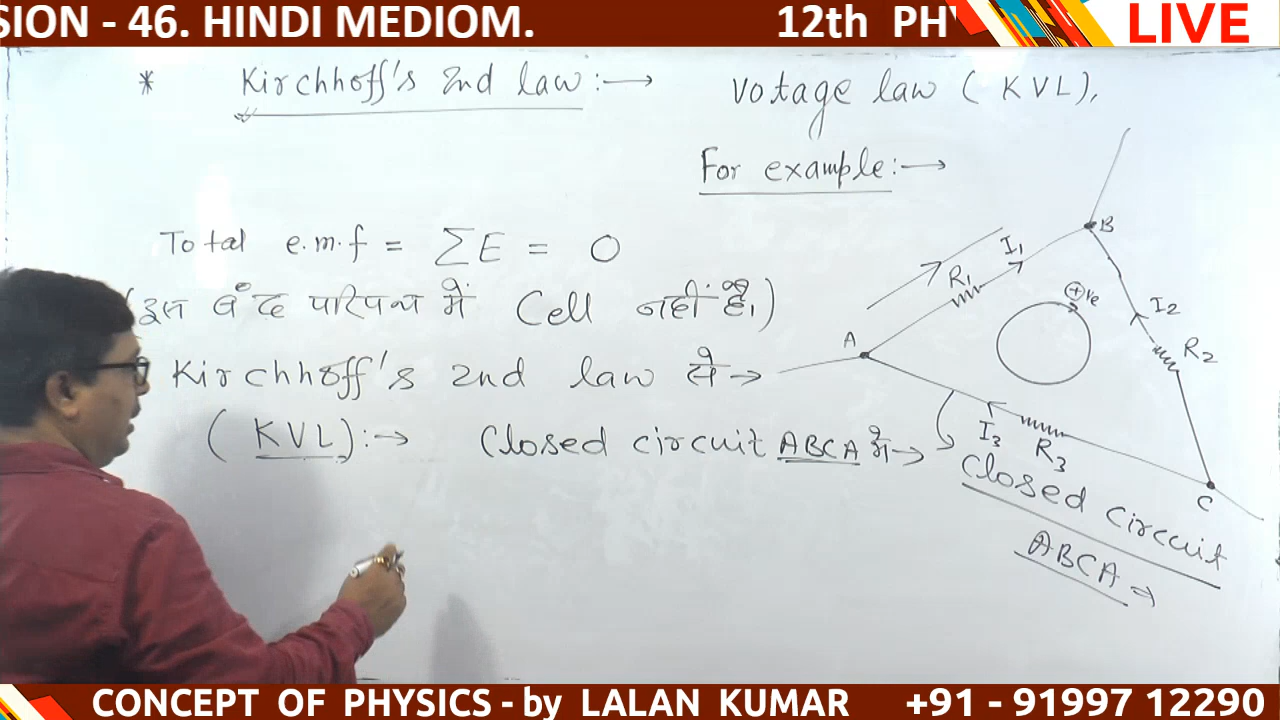 SION - 46. HINDI MEDIOM.
12th PHY
LIVE
* Kirchhoff's 2nd law :→ Votage law ( KVL),
For example :→
Total e.m.f = ΣE = 0
(इस बंद परिपथ में Cell नहीं है।)
Kirchhoff's 2nd law से →
( KVL) :→ Closed circuit ABCA में →
A
R₁
I₁
B
+ve
I₂
R₂
I₃
R₃
C
Closed circuit
ABCA →
CONCEPT OF PHYSICS - by LALAN KUMAR +91 - 91997 12290